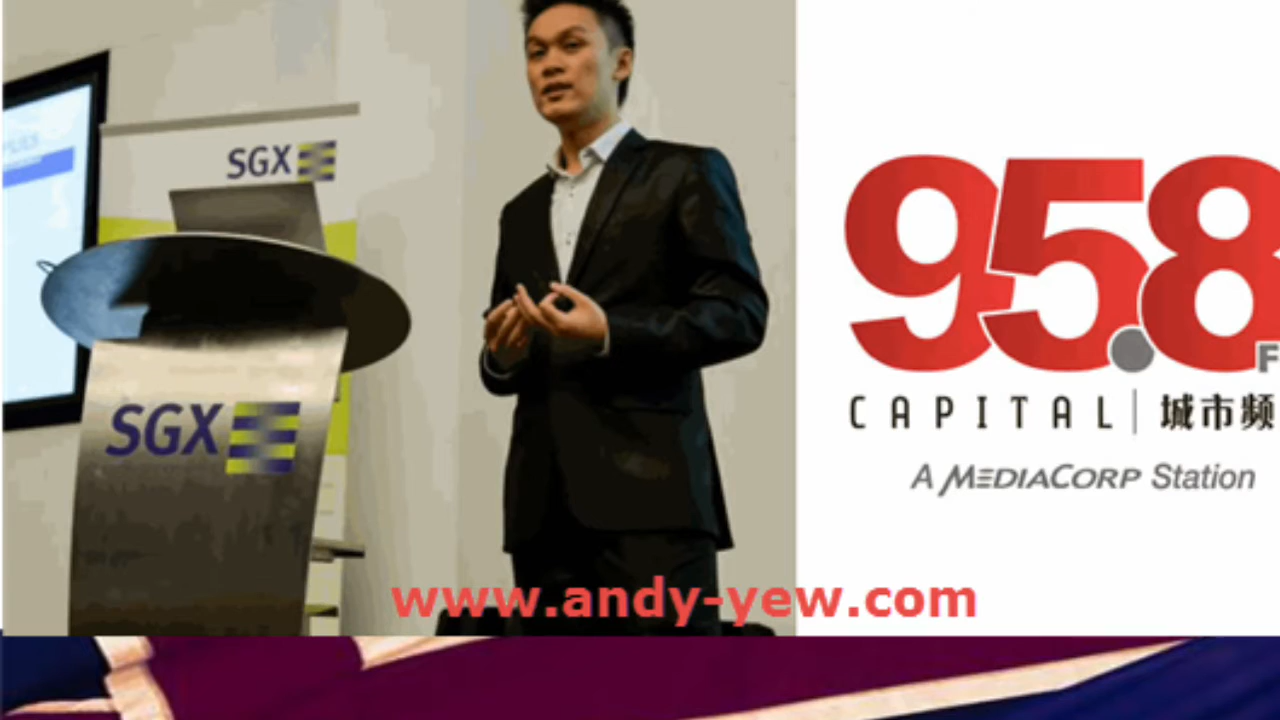 SGX
SGX
95.8
F
CAPITAL | 城市频
A MEDIACORP Station
www.andy-yew.com